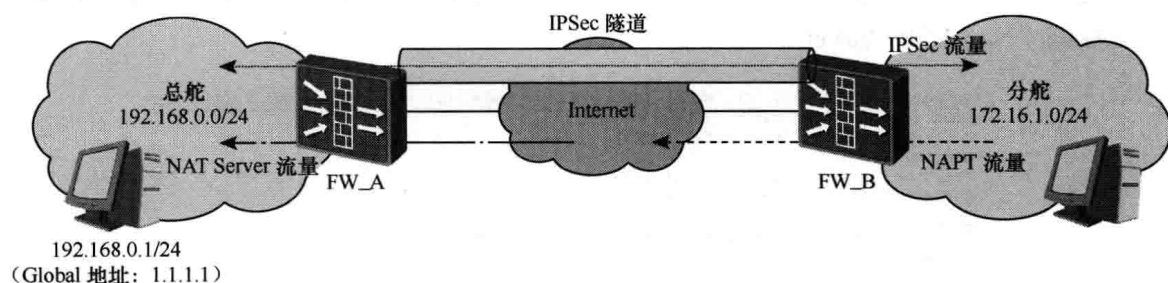 IPSec 隧道
IPSec 流量
总舵
192.168.0.0/24
Internet
分舵
172.16.1.0/24
NAT Server 流量
NAPT 流量
FW_A
FW_B
192.168.0.1/24
（Global 地址：1.1.1.1）